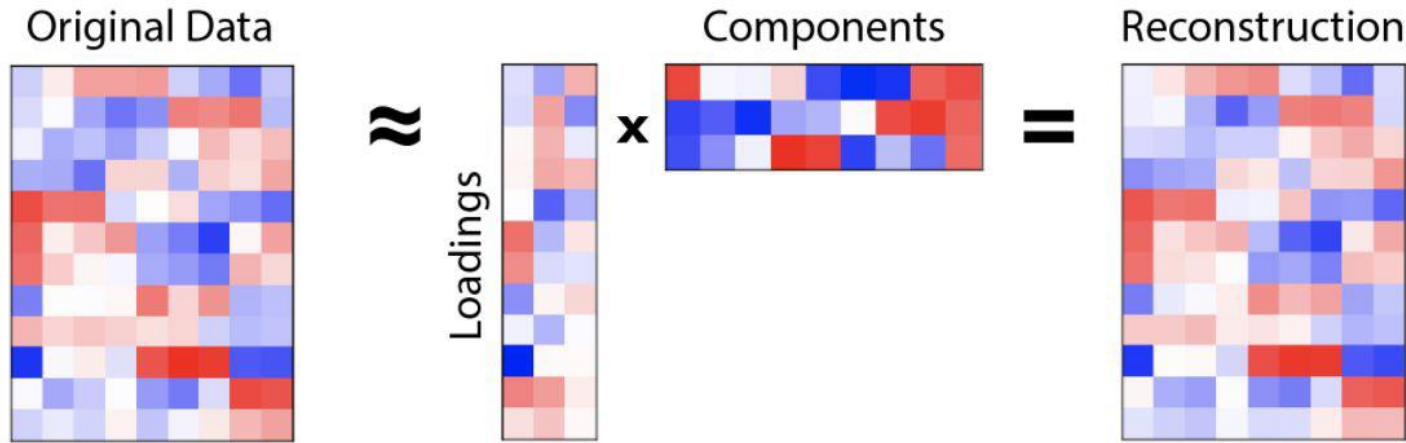 Original Data
≈
Loadings
x
Components
=
Reconstruction